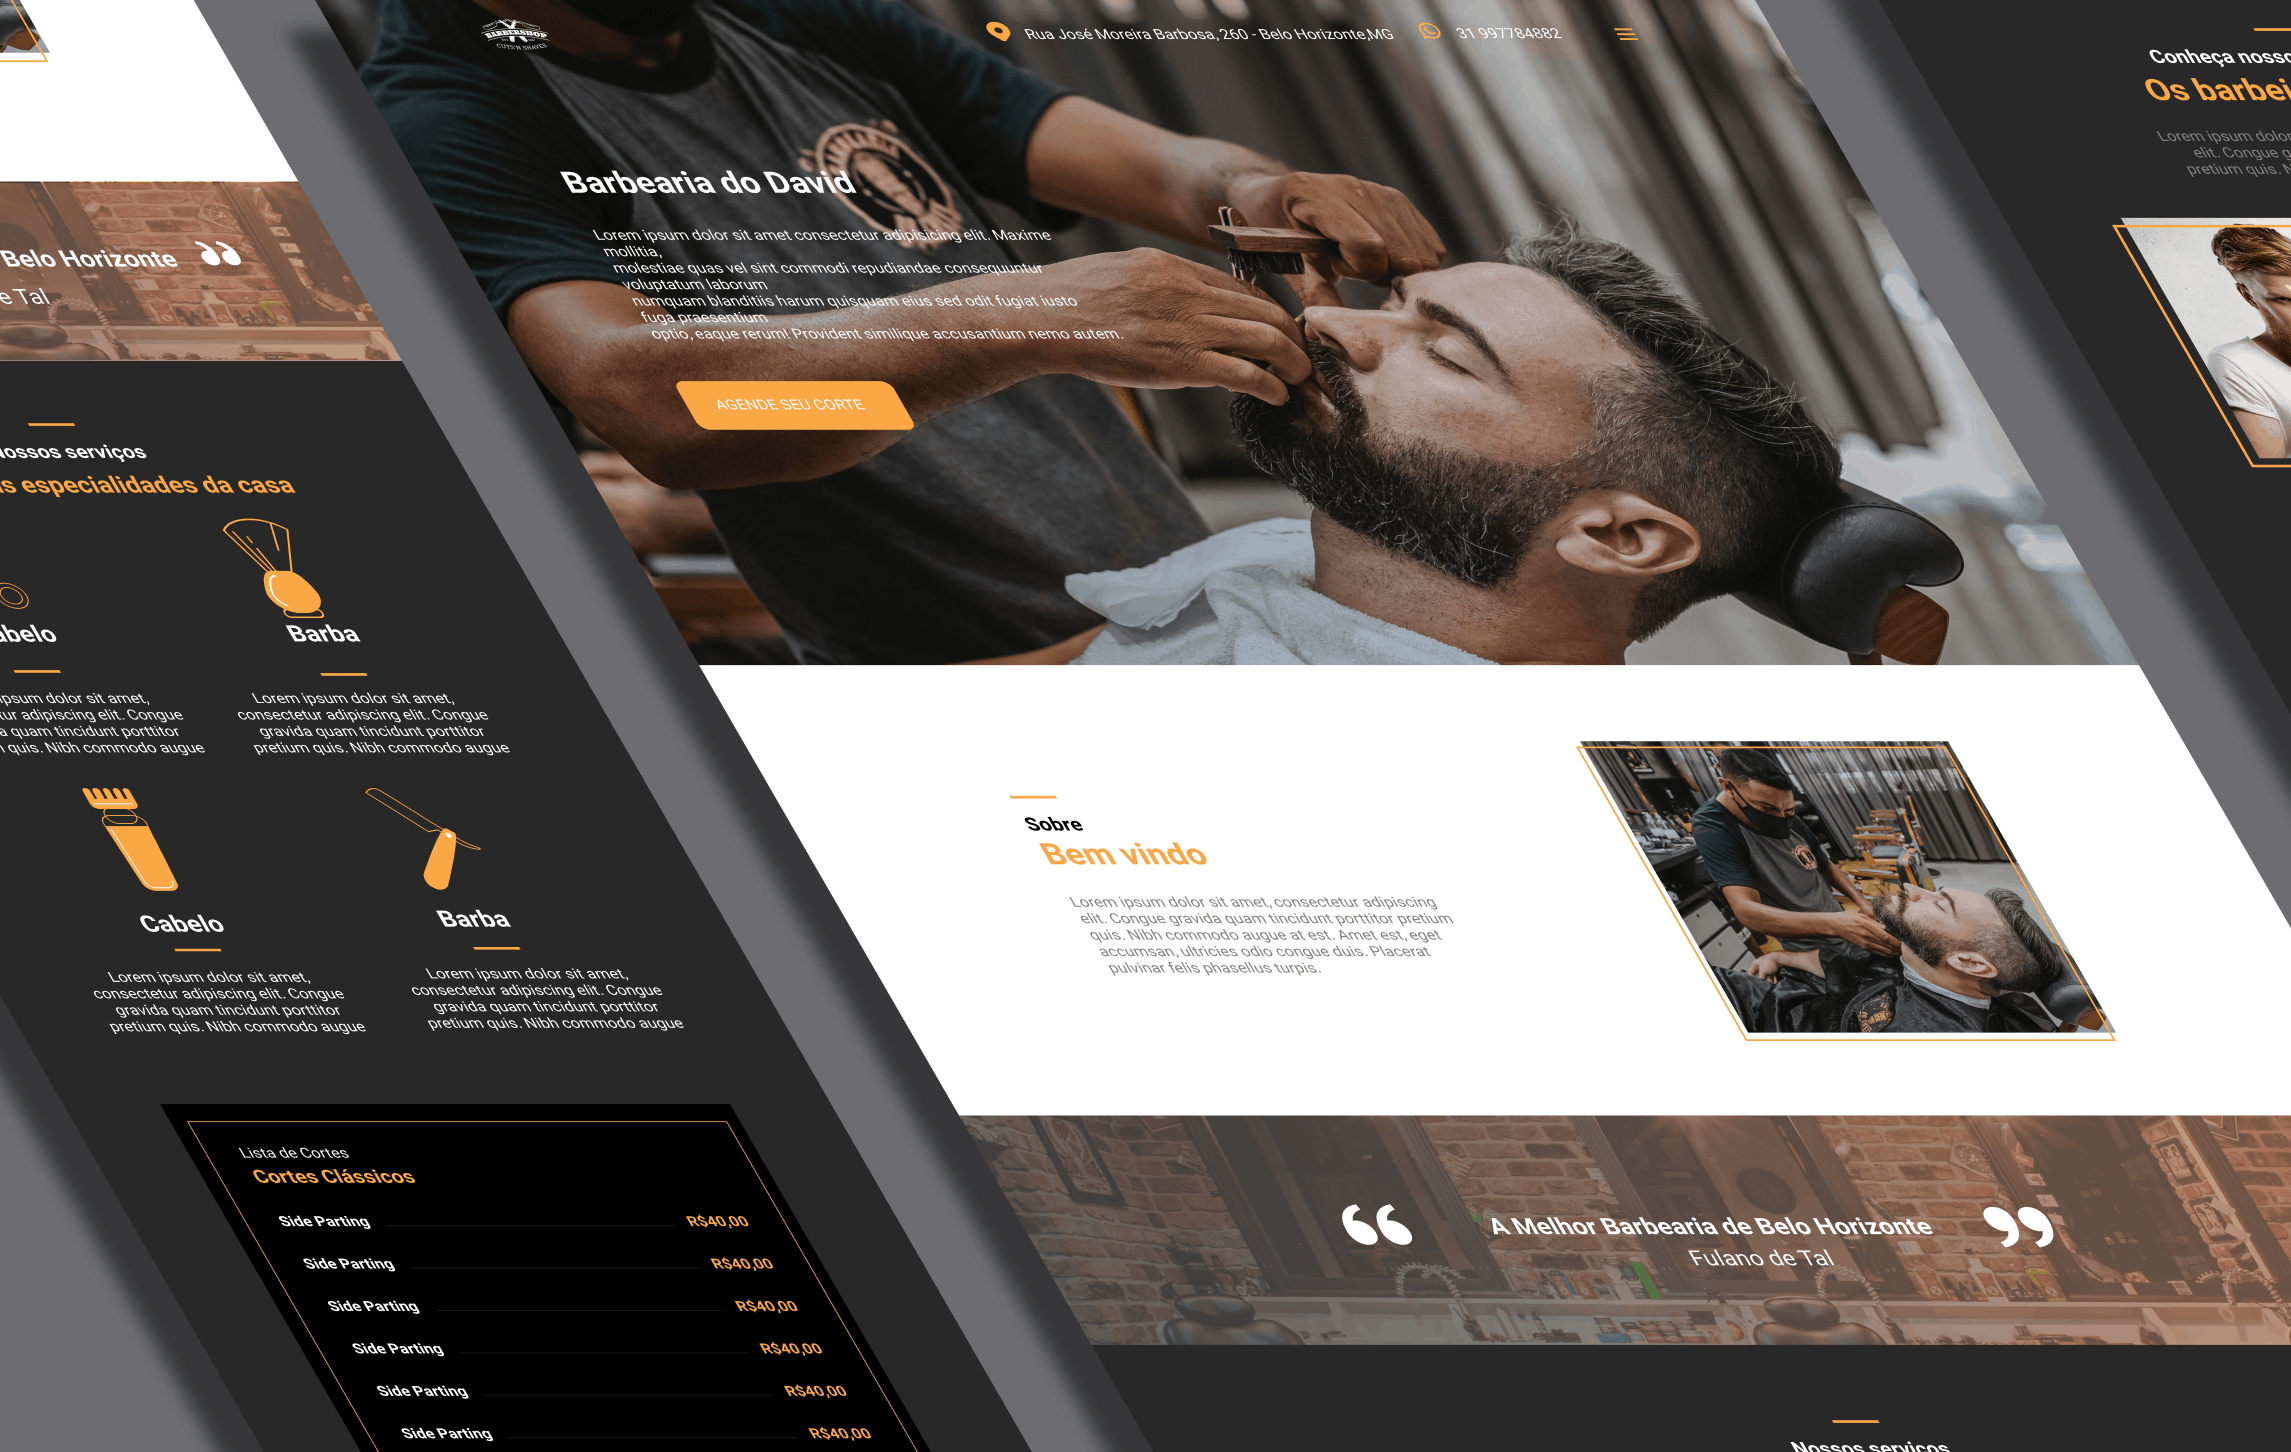 BARBERSHOP
CUTS'N SHAVES
Rua José Moreira Barbosa, 260 - Belo Horizonte,MG
31 997784882
Barbearia do David
Lorem ipsum dolor sit amet consectetur adipisicing elit. Maxime
mollitia,
molestiae quas vel sint commodi repudiandae consequuntur
voluptatum laborum
numquam blanditiis harum quisquam eius sed odit fugiat iusto
fuga praesentium
optio, eaque rerum! Provident similique accusantium nemo autem.
AGENDE SEU CORTE
Sobre
Bem vindo
Lorem ipsum dolor sit amet, consectetur adipiscing
elit. Congue gravida quam tincidunt porttitor pretium
quis. Nibh commodo augue at est. Amet est, eget
accumsan, ultricies odio congue duis. Placerat
pulvinar felis phasellus turpis.
“ A Melhor Barbearia de Belo Horizonte ”
Fulano de Tal
Nossos serviços
Belo Horizonte ”
e Tal
ossos serviços
s especialidades da casa
belo
psum dolor sit amet,
ur adipiscing elit. Congue
a quam tincidunt porttitor
quis. Nibh commodo augue
Barba
Lorem ipsum dolor sit amet,
consectetur adipiscing elit. Congue
gravida quam tincidunt porttitor
pretium quis. Nibh commodo augue
Cabelo
Lorem ipsum dolor sit amet,
consectetur adipiscing elit. Congue
gravida quam tincidunt porttitor
pretium quis. Nibh commodo augue
Barba
Lorem ipsum dolor sit amet,
consectetur adipiscing elit. Congue
gravida quam tincidunt porttitor
pretium quis. Nibh commodo augue
Lista de Cortes
Cortes Clássicos
Side Parting R$40,00
Side Parting R$40,00
Side Parting R$40,00
Side Parting R$40,00
Side Parting R$40,00
Side Parting R$40,00
Conheça nosso
Os barbei
Lorem ipsum dolor
elit. Congue g
pretium quis. N